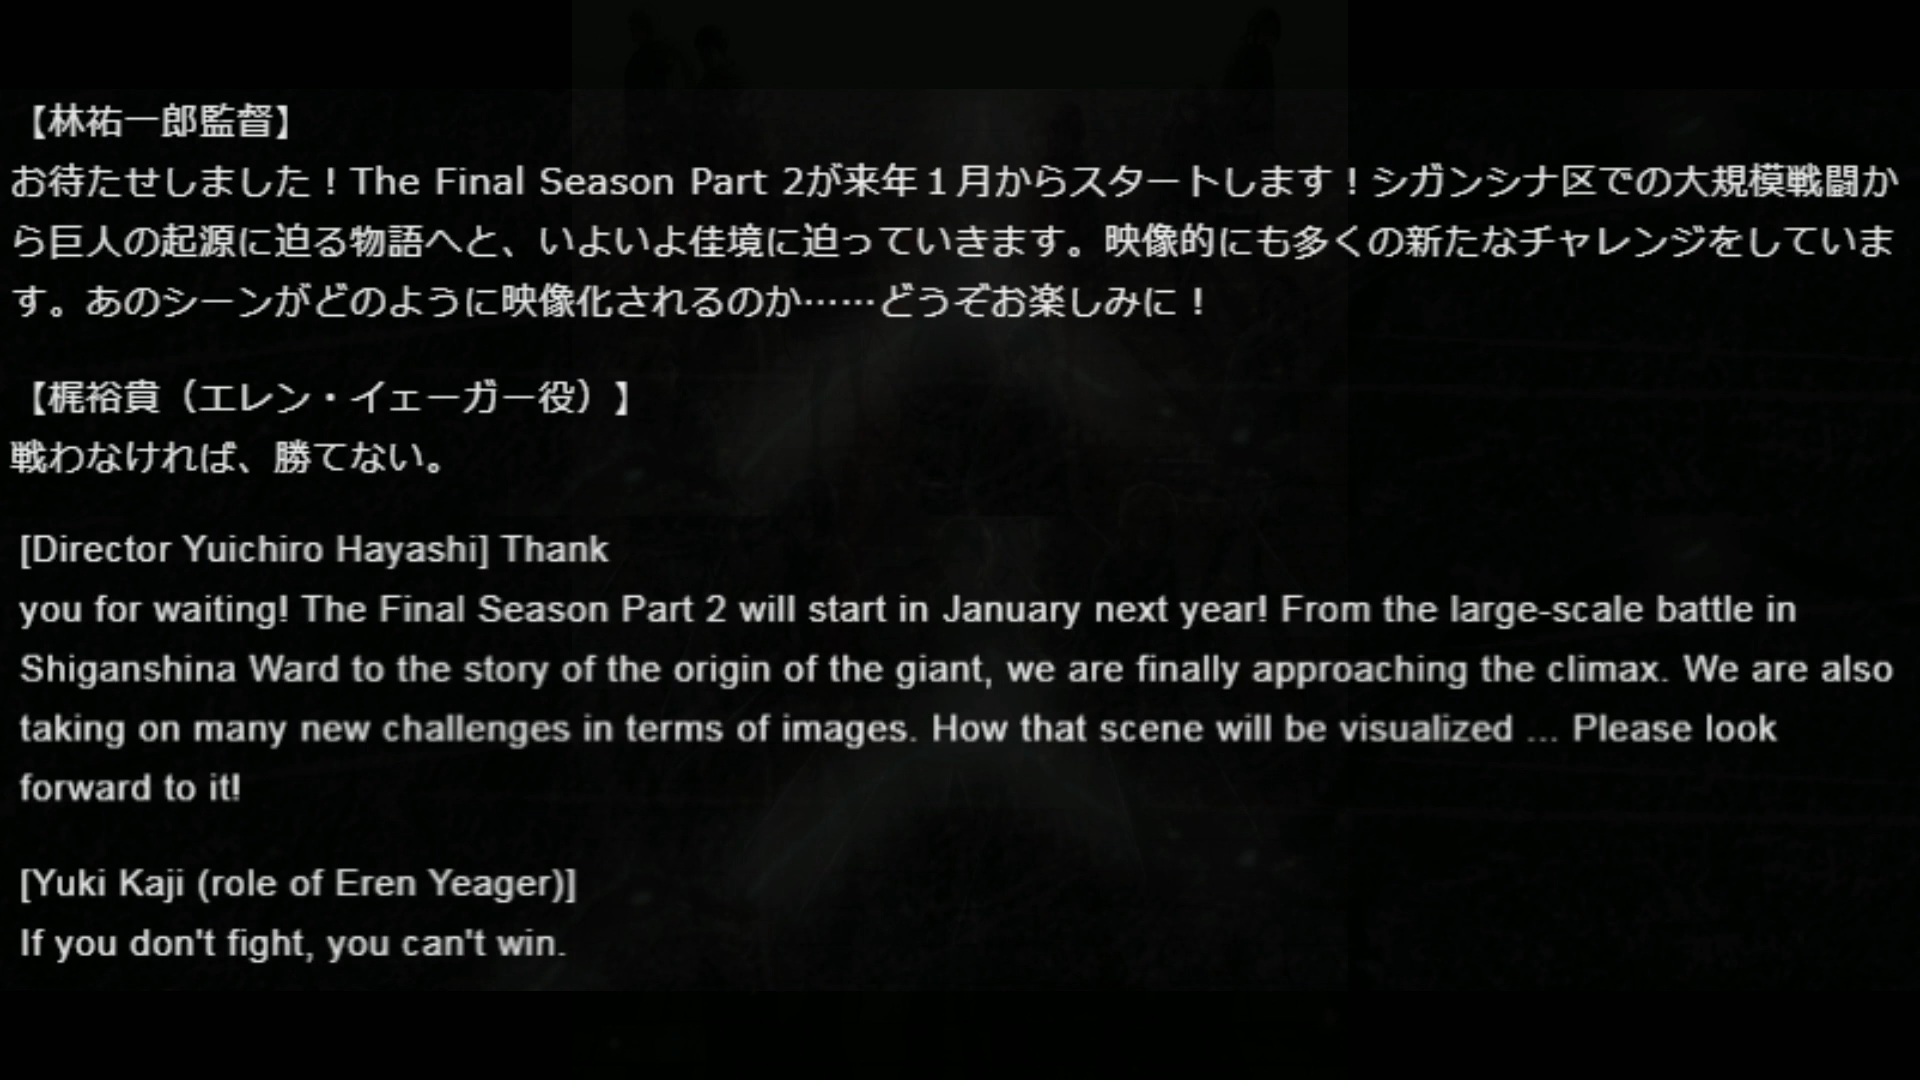 【林祐一郎監督】
お待たせしました！The Final Season Part 2が来年１月からスタートします！シガンシナ区での大規模戦闘か
ら巨人の起源に迫る物語へと、いよいよ佳境に迫っていきます。映像的にも多くの新たなチャレンジをしていま
す。あのシーンがどのように映像化されるのか……どうぞお楽しみに！
【梶裕貴（エレン・イェーガー役）】
戦わなければ、勝てない。
[Director Yuichiro Hayashi] Thank
you for waiting! The Final Season Part 2 will start in January next year! From the large-scale battle in
Shiganshina Ward to the story of the origin of the giant, we are finally approaching the climax. We are also
taking on many new challenges in terms of images. How that scene will be visualized ... Please look
forward to it!
[Yuki Kaji (role of Eren Yeager)]
If you don't fight, you can't win.